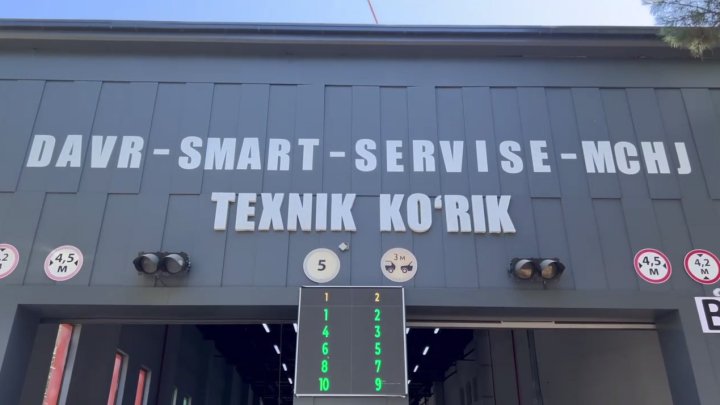 DAVR-SMART-SERVISE-MCHJ
TEXNIK KO‘RIK
4,2 М
4,5 М
5
3 М
4,5 М
4,2 М
1 2
1 2
4 3
6 5
8 7
10 9
B